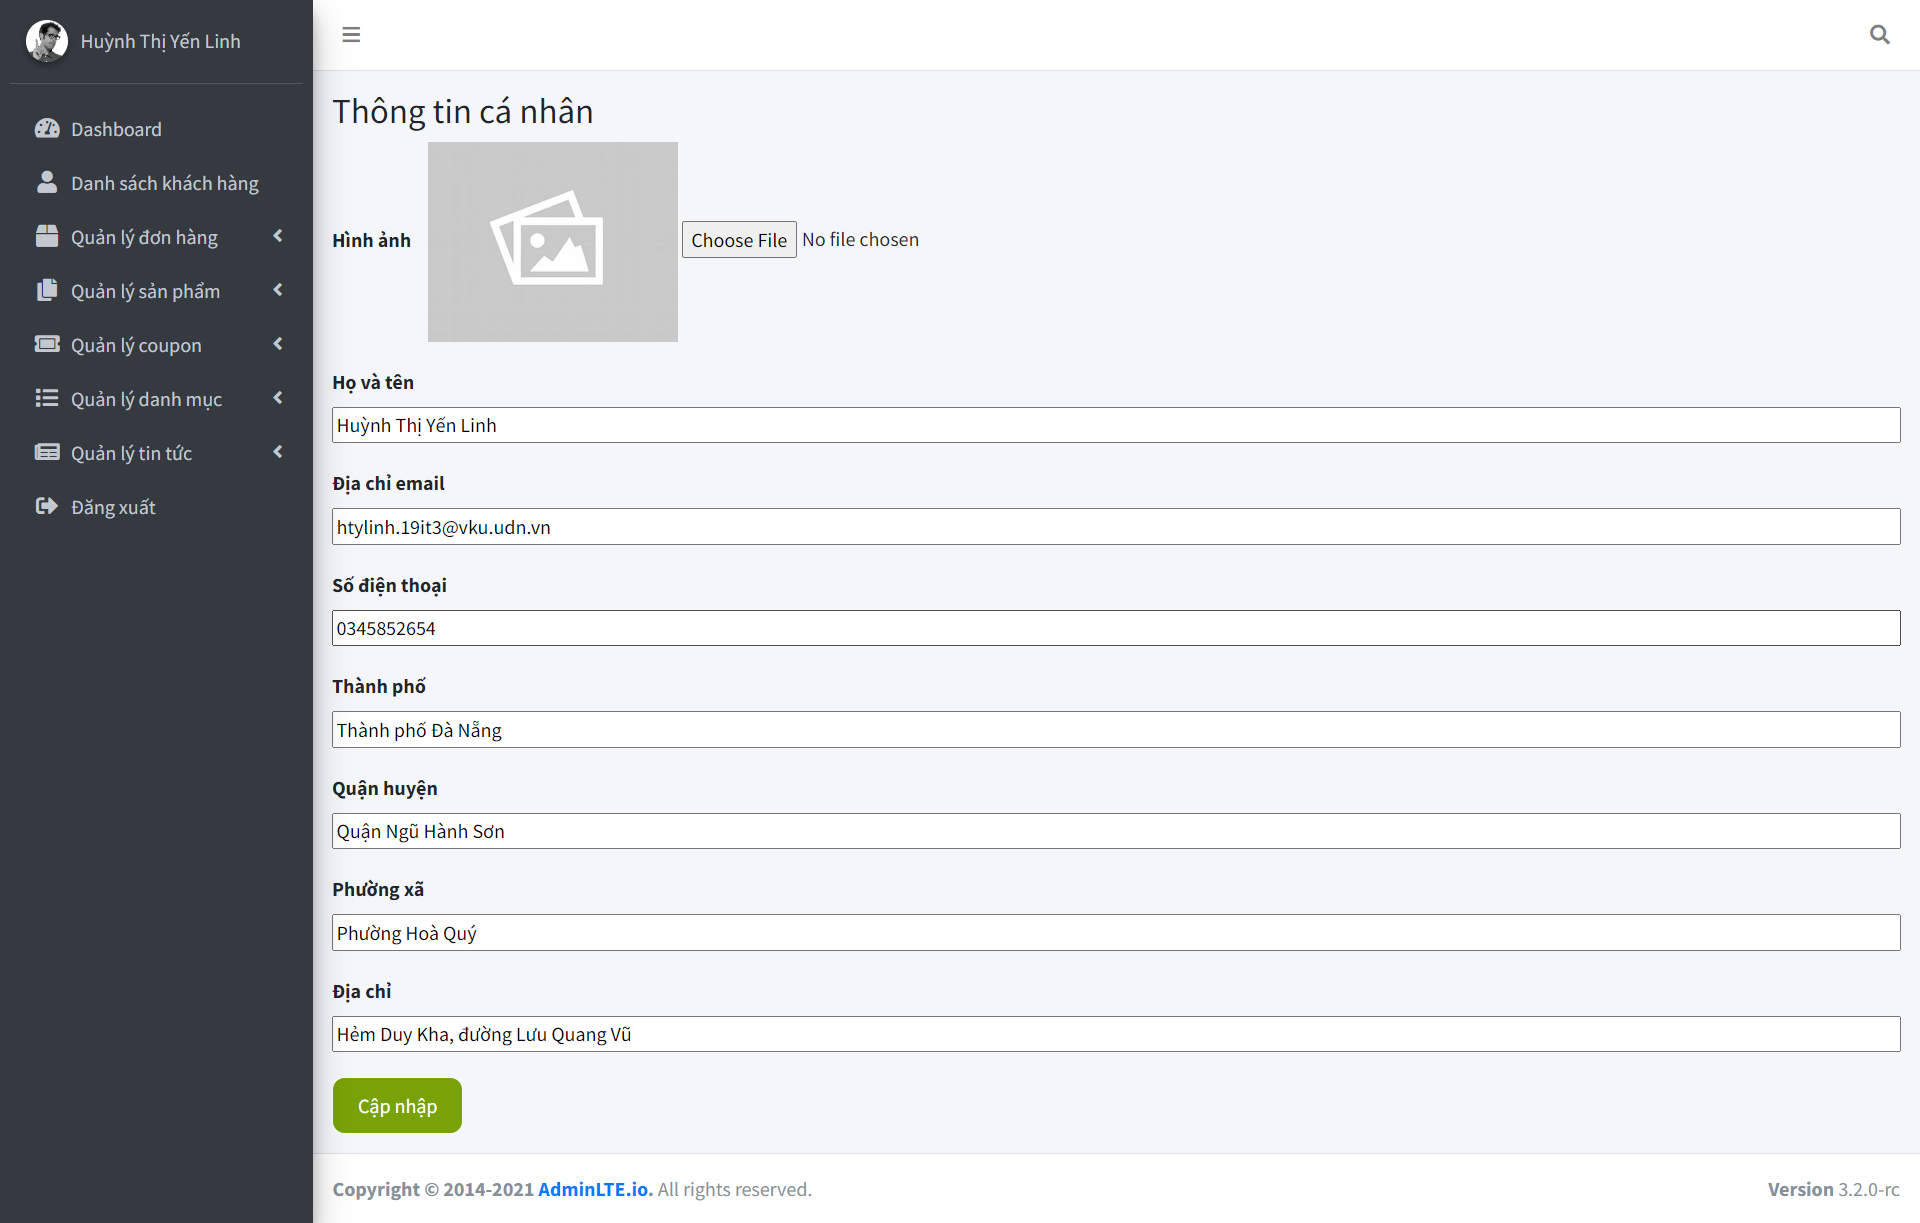 Huỳnh Thị Yến Linh
Dashboard
Danh sách khách hàng
Quản lý đơn hàng
Quản lý sản phẩm
Quản lý coupon
Quản lý danh mục
Quản lý tin tức
Đăng xuất
Thông tin cá nhân
Hình ảnh Choose File No file chosen
Họ và tên
Huỳnh Thị Yến Linh
Địa chỉ email
htylinh.19it3@vku.udn.vn
Số điện thoại
0345852654
Thành phố
Thành phố Đà Nẵng
Quận huyện
Quận Ngũ Hành Sơn
Phường xã
Phường Hoà Quý
Địa chỉ
Hẻm Duy Kha, đường Lưu Quang Vũ
Cập nhập
Copyright © 2014-2021 AdminLTE.io. All rights reserved. Version 3.2.0-rc